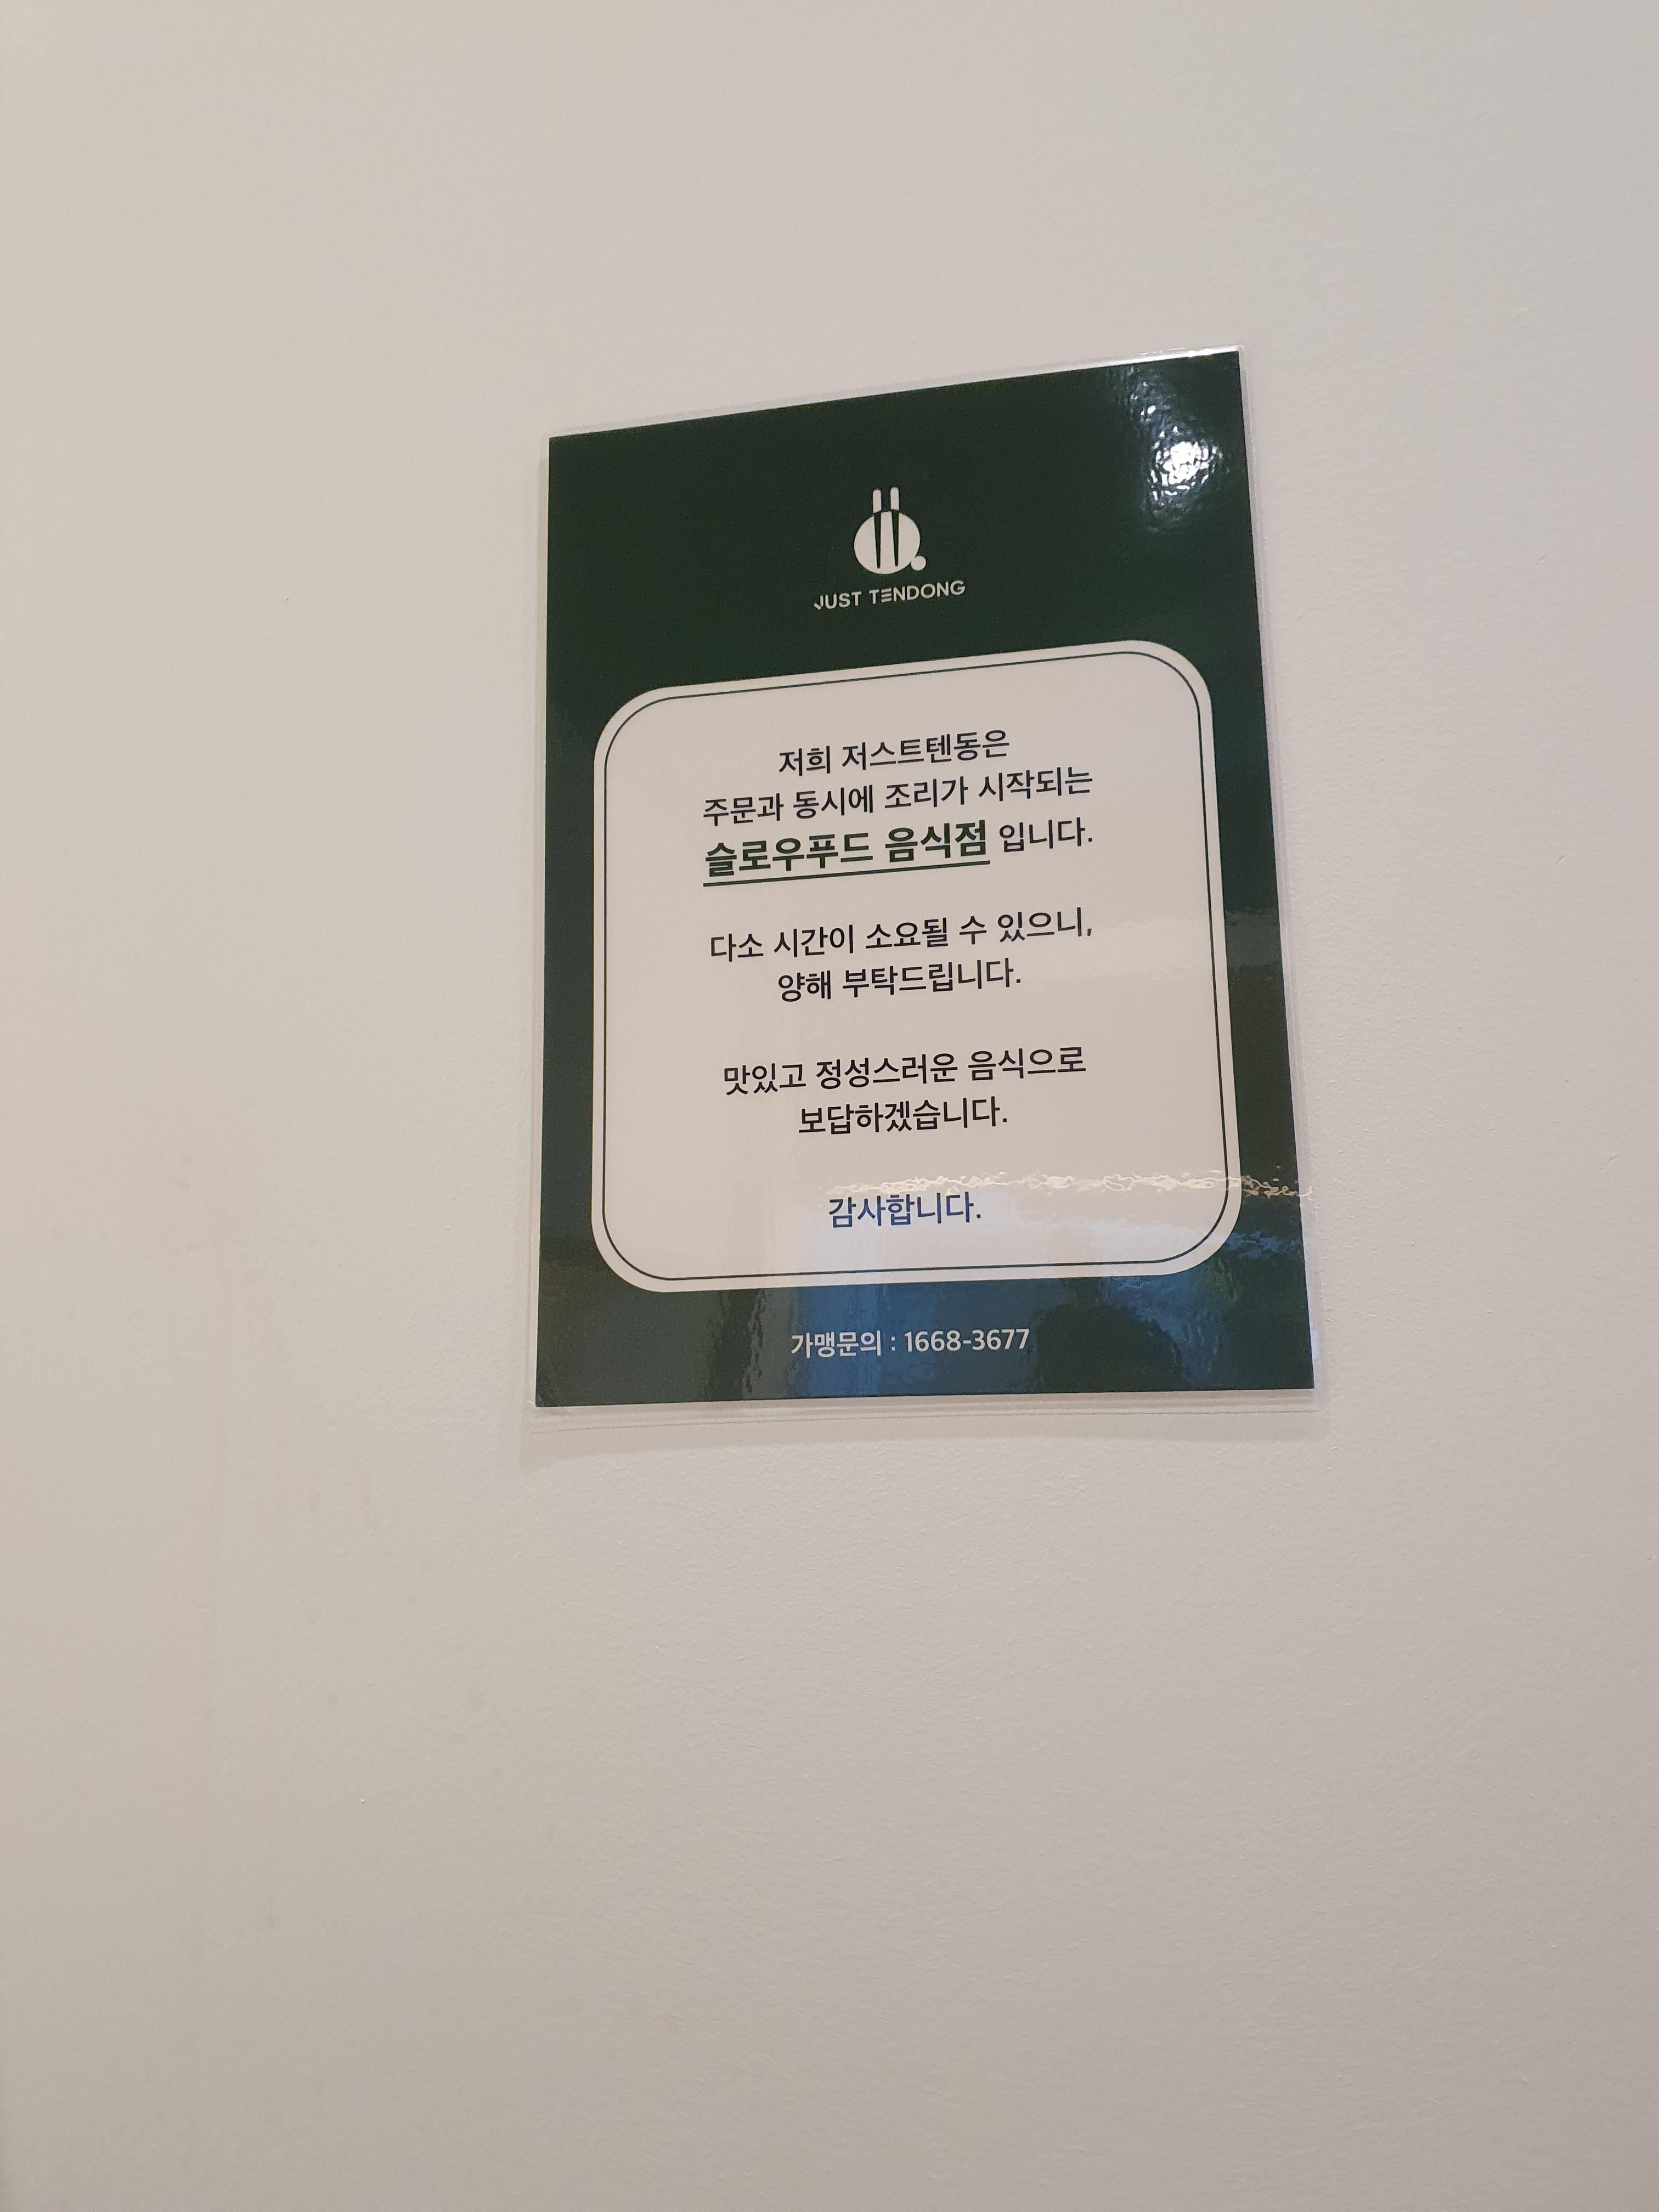 JUST TENDONG
저희 저스트텐동은
주문과 동시에 조리가 시작되는
슬로우푸드 음식점 입니다.
다소 시간이 소요될 수 있으니,
양해 부탁드립니다.
맛있고 정성스러운 음식으로
보답하겠습니다.
감사합니다.
가맹문의 : 1668-3677